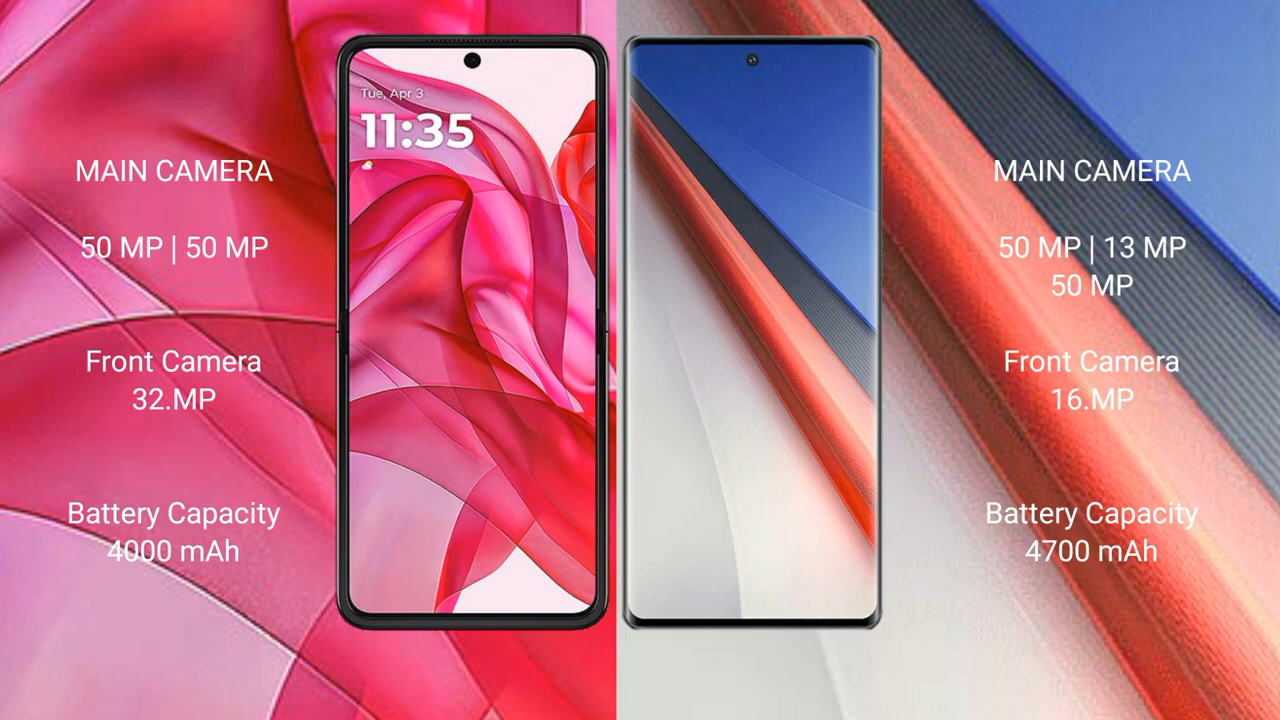 MAIN CAMERA
50 MP | 50 MP
Front Camera
32.MP
Battery Capacity
4000 mAh
Tue, Apr 3
11:35
MAIN CAMERA
50 MP | 13 MP
50 MP
Front Camera
16.MP
Battery Capacity
4700 mAh